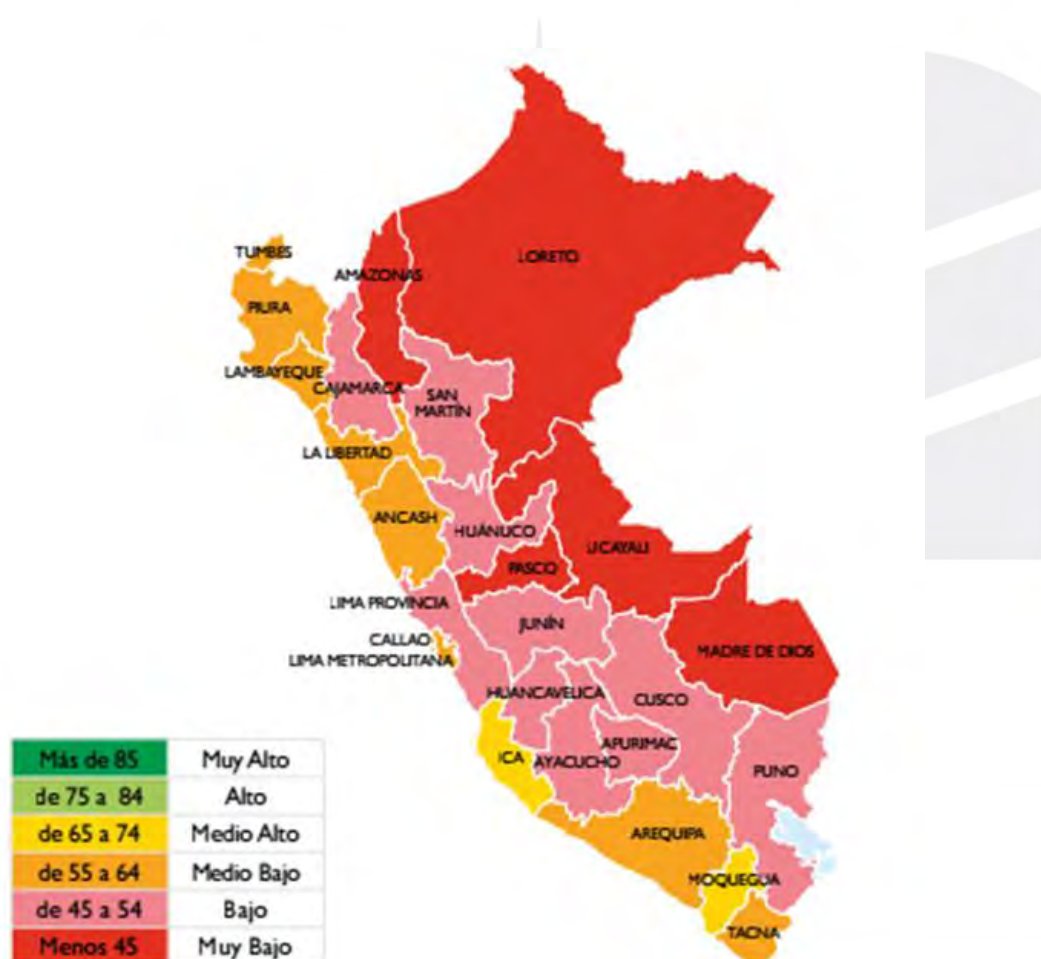 TUMBES
PIURA
LAMBAYEQUE
AMAZONAS
LORETO
CAJAMARCA
SAN
MARTÍN
LA LIBERTAD
ANCASH
HUÁNUCO
UCAYALI
PASCO
LIMA PROVINCIA
JUNÍN
CALLAO
LIMA METROPOLITANA
MADRE DE DIOS
HUANCAVELICA
CUSCO
ICA
AYACUCHO
APURIMAC
PUNO
AREQUIPA
MOQUEGUA
TACNA
Más de 85 Muy Alto
de 75 a 84 Alto
de 65 a 74 Medio Alto
de 55 a 64 Medio Bajo
de 45 a 54 Bajo
Menos 45 Muy Bajo